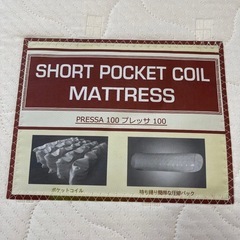 SHORT POCKET COIL
MATTRESS
PRESSA 100 プレッサ 100
ポケットコイル
持ち帰り簡単な圧縮パック